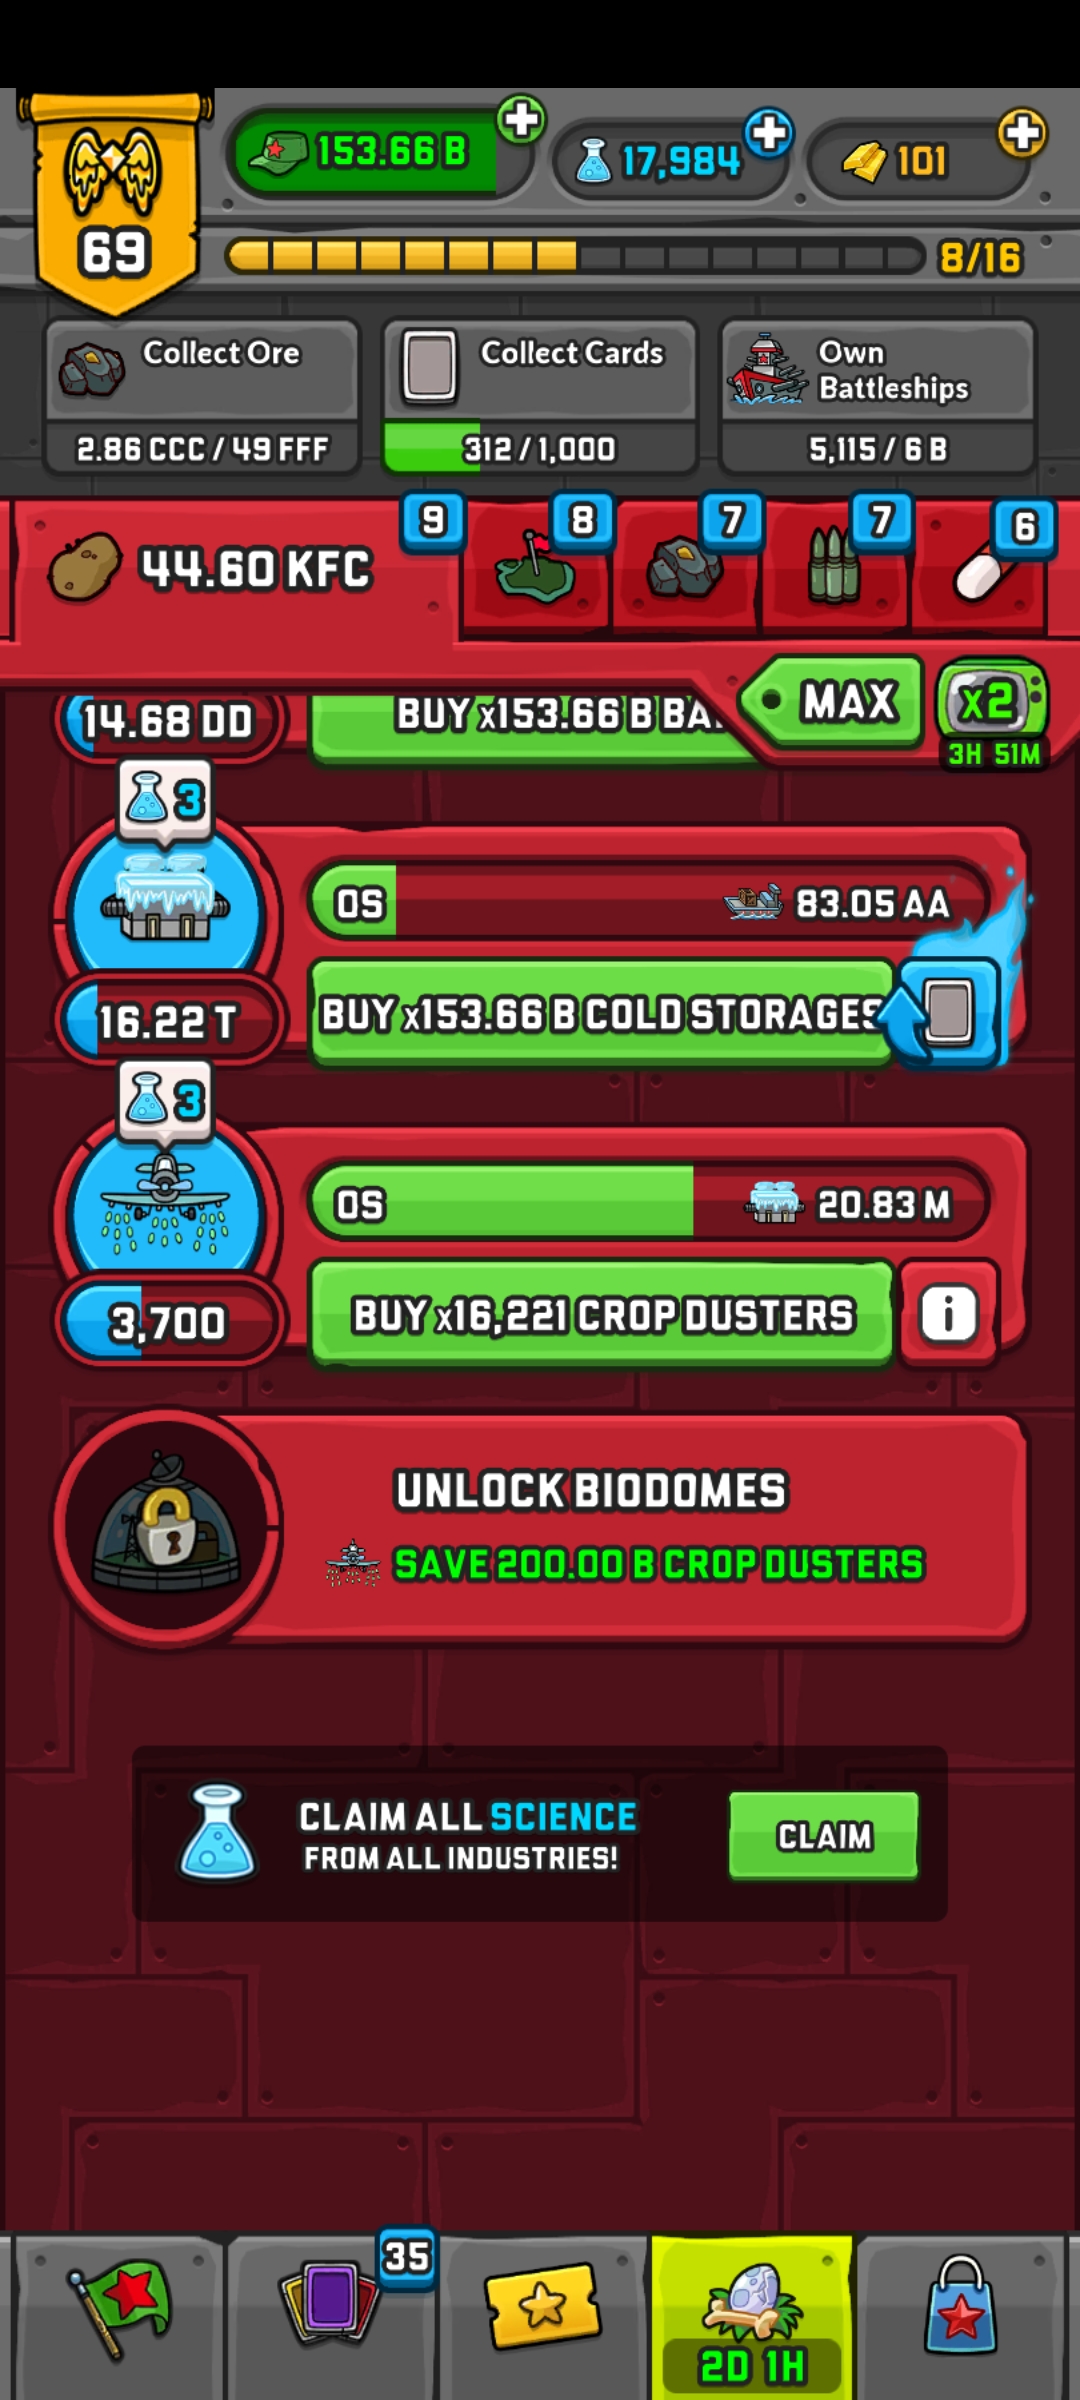 153.66 B
17,984
101
69
8/16
Collect Ore
2.86 CCC / 49 FFF
Collect Cards
312 / 1,000
Own
Battleships
5,115 / 6 B
44.60 KFC
9
8
7
7
6
MAX
x2
3H 51M
14.68 DD
BUY x153.66 B
3
0S
83.05 AA
16.22 T
BUY x153.66 B COLD STORAGES
3
0S
20.83 M
3,700
BUY x16,221 CROP DUSTERS
i
UNLOCK BIODOMES
SAVE 200.00 B CROP DUSTERS
CLAIM ALL SCIENCE
FROM ALL INDUSTRIES!
CLAIM
35
2D 1H